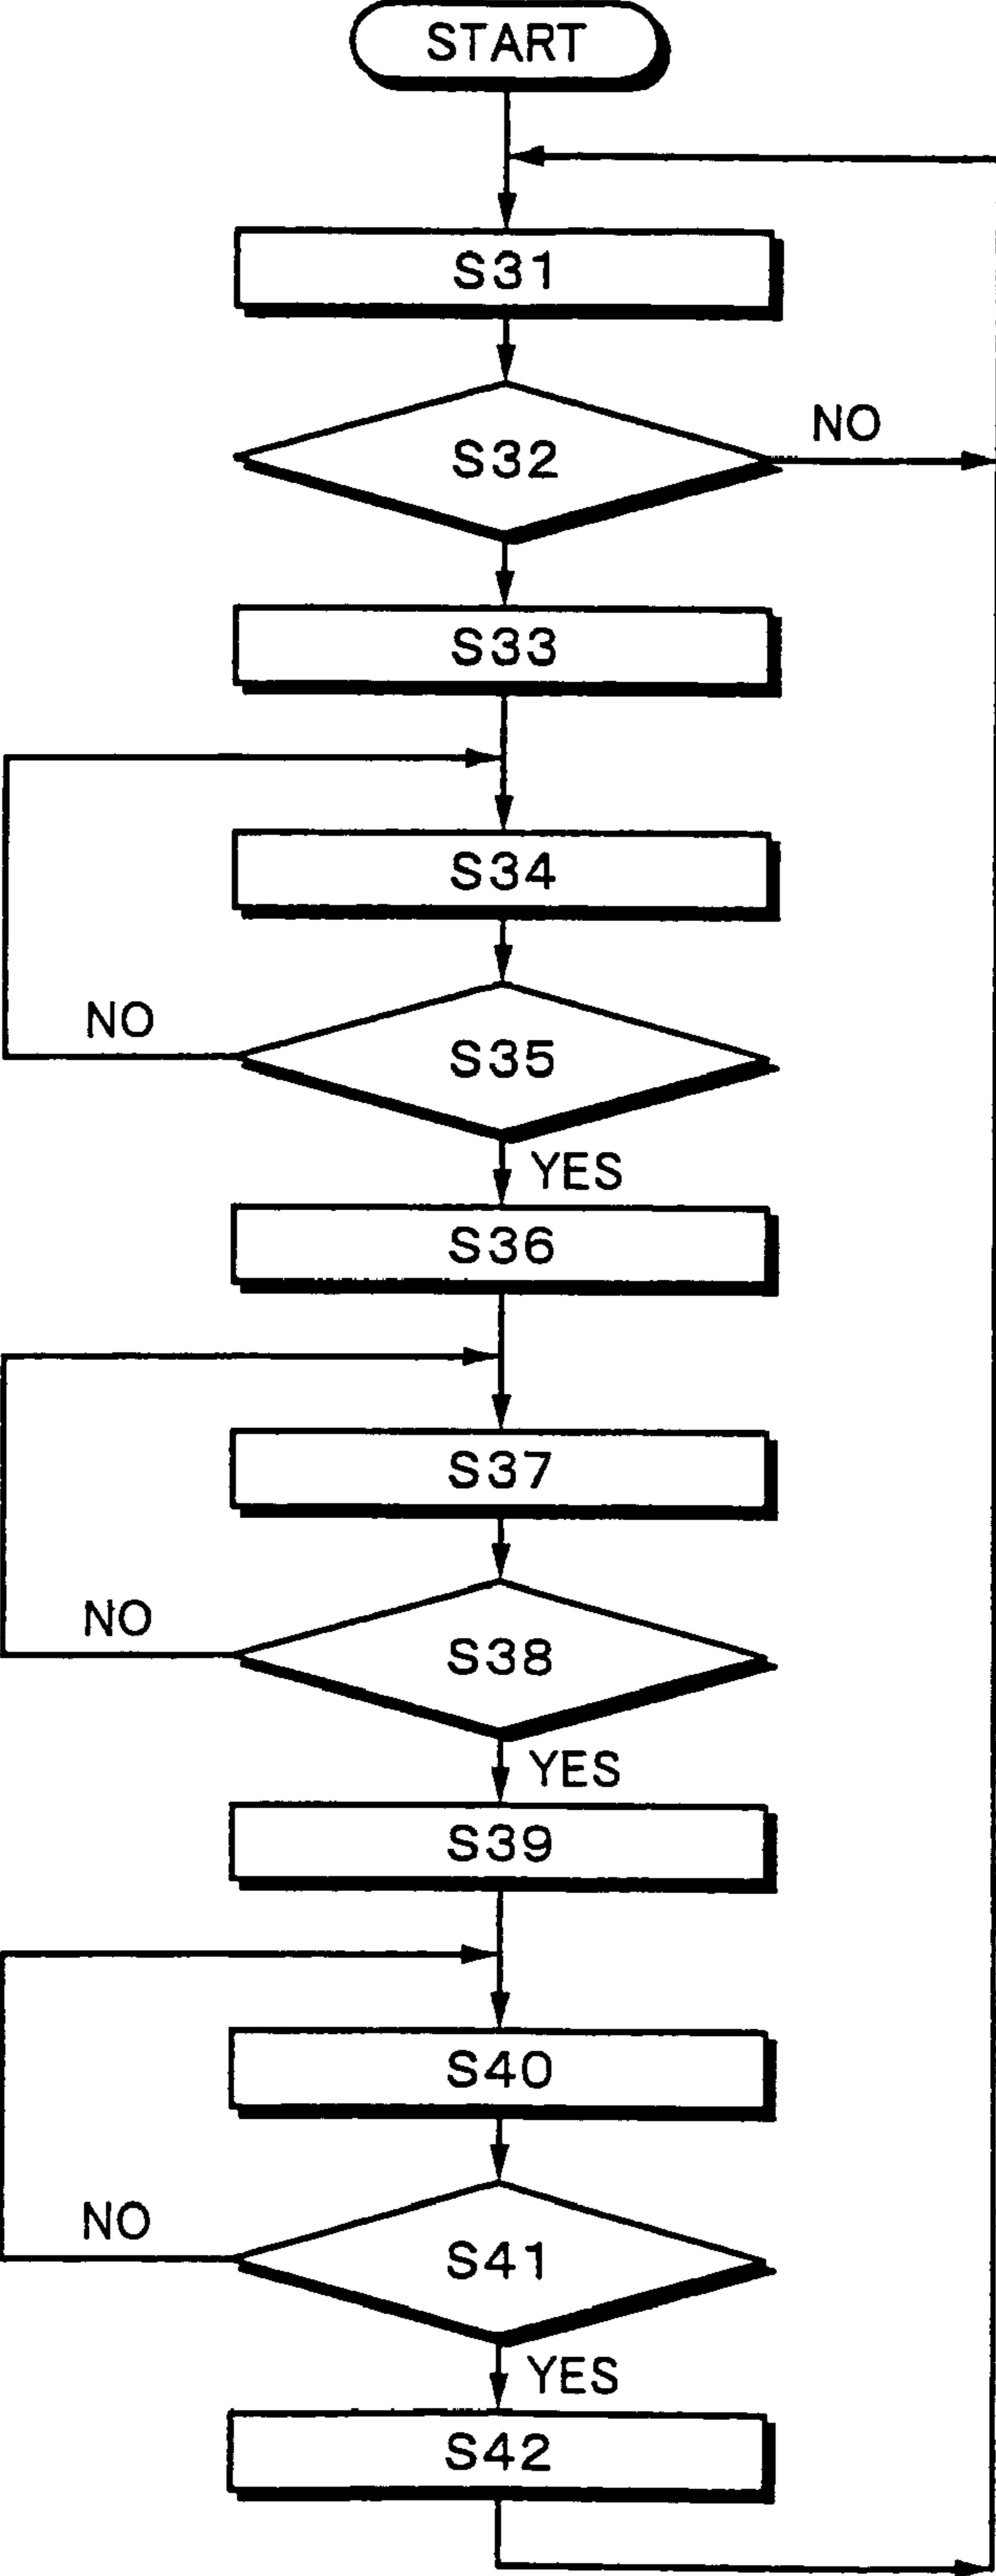 START
S31
S32
NO
S33
S34
NO
S35
YES
S36
S37
NO
S38
YES
S39
S40
NO
S41
YES
S42